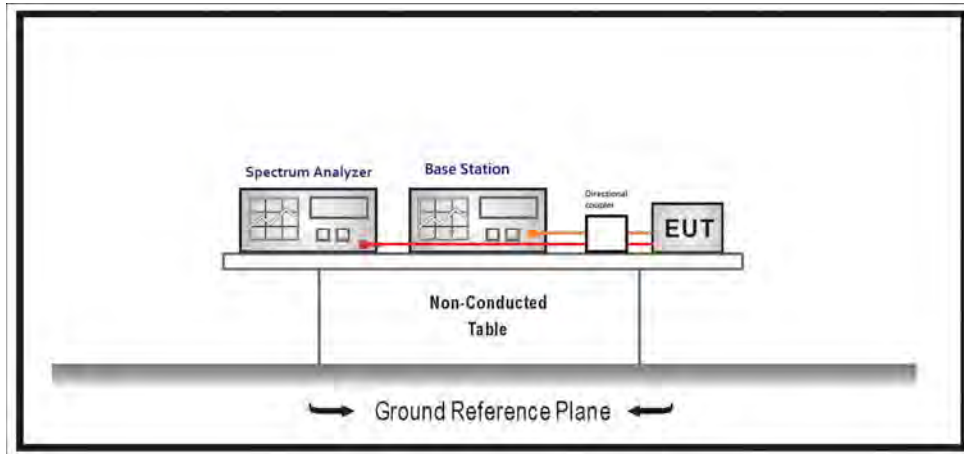 Spectrum Analyzer
Base Station
Directional
coupler
EUT
Non-Conducted
Table
Ground Reference Plane